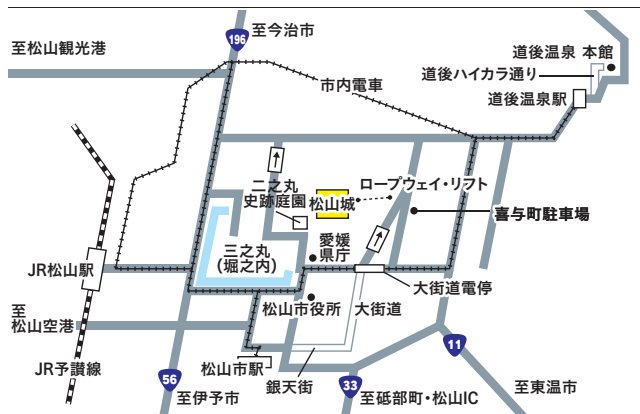 196
至今治市
至松山観光港
道後温泉 本館
道後ハイカラ通り
道後温泉駅
市内電車
二之丸
史跡庭園
松山城
ロープウェイ・リフト
喜与町駐車場
三之丸
(堀之内)
愛媛
県庁
JR松山駅
大街道電停
至
松山空港
松山市役所
大街道
11
JR予讃線
松山市駅
銀天街
56
至伊予市
33
至砥部町・松山IC
至東温市